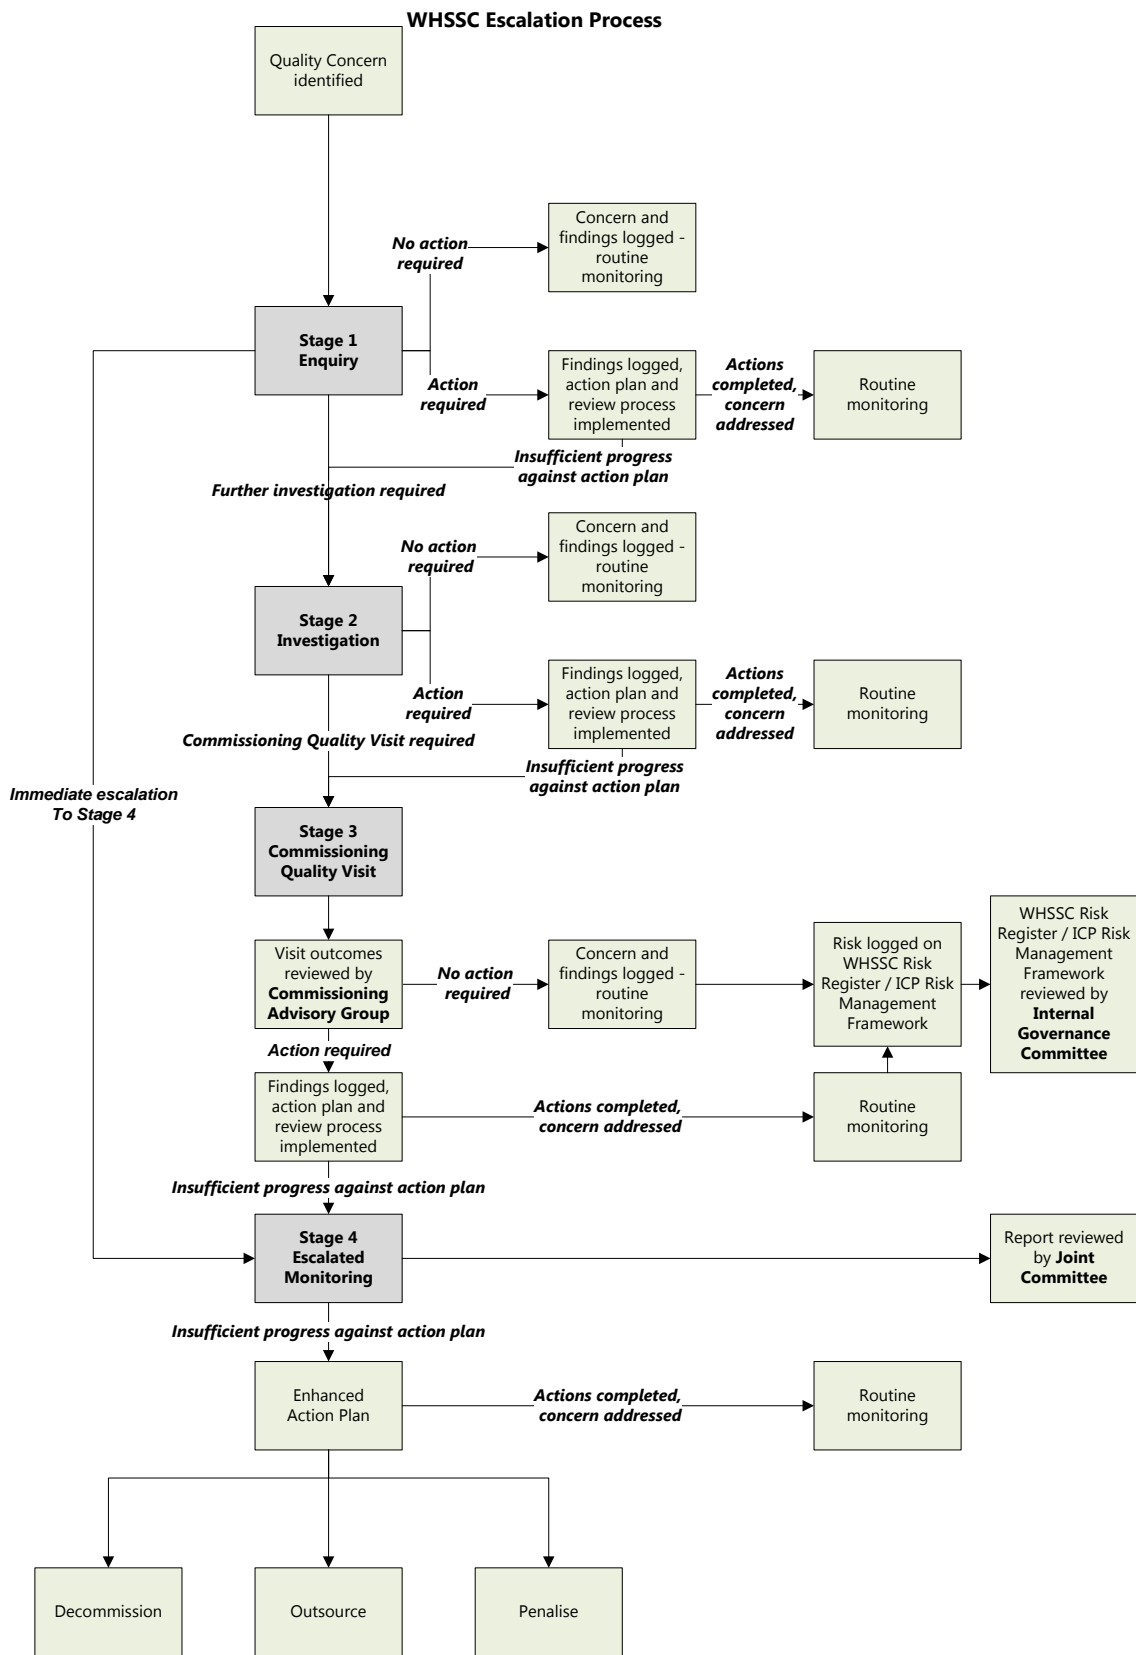 WHSSC Escalation Process
Quality Concern
identified
No action
required
Concern and
findings logged -
routine
monitoring
Stage 1
Enquiry
Action
required
Findings logged,
action plan and
review process
implemented
Actions
completed,
concern
addressed
Routine
monitoring
Insufficient progress
against action plan
Further investigation required
No action
required
Concern and
findings logged -
routine
monitoring
Stage 2
Investigation
Action
required
Findings logged,
action plan and
review process
implemented
Actions
completed,
concern
addressed
Routine
monitoring
Commissioning Quality Visit required
Insufficient progress
against action plan
Immediate escalation
To Stage 4
Stage 3
Commissioning
Quality Visit
Visit outcomes
reviewed by
Commissioning
Advisory Group
No action
required
Concern and
findings logged -
routine
monitoring
Risk logged on
WHSSC Risk
Register / ICP Risk
Management
Framework
WHSSC Risk
Register / ICP Risk
Management
Framework
reviewed by
Internal
Governance
Committee
Action required
Findings logged,
action plan and
review process
implemented
Actions completed,
concern addressed
Routine
monitoring
Insufficient progress against action plan
Stage 4
Escalated
Monitoring
Report reviewed
by Joint
Committee
Insufficient progress against action plan
Enhanced
Action Plan
Actions completed,
concern addressed
Routine
monitoring
Decommission
Outsource
Penalise